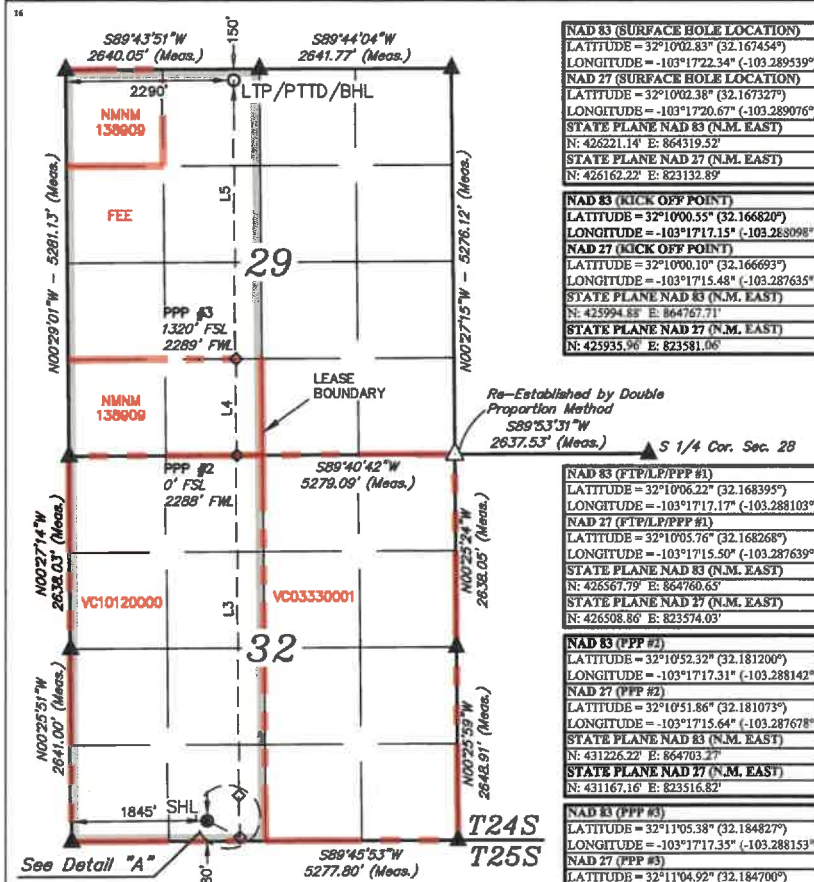 16
S89°43'51"W
2640.05' (Meas.)
150'
S89°44'04"W
2641.77' (Meas.)
2290'
LTP/PTTD/BHL
NMNM
138909
FEE
L5
29
N00°29'01"W - 5281.13' (Meas.)
N00°27'15"W - 5276.12' (Meas.)
PPP #3
1320' FSL
2289' FWL
NMNM
138909
L4
LEASE
BOUNDARY
Re-Established by Double
Proportion Method
S89°53'31"W
2637.53' (Meas.)
S 1/4 Cor. Sec. 28
PPP #2
0' FSL
2288' FWL
S89°40'42"W
5279.09' (Meas.)
N00°27'14"W
2638.03' (Meas.)
N00°25'24"W
2638.05' (Meas.)
VC10120000
L3
VC03330001
32
N00°25'51"W
2641.00' (Meas.)
N00°25'59"W
2648.91' (Meas.)
1845'
SHL
See Detail "A"
S89°45'53"W
5277.80' (Meas.)
T24S
T25S
NAD 83 (SURFACE HOLE LOCATION)
LATITUDE = 32°10'02.83" (32.167454°)
LONGITUDE = -103°17'22.34" (-103.289539°)
NAD 27 (SURFACE HOLE LOCATION)
LATITUDE = 32°10'02.38" (32.167327°)
LONGITUDE = -103°17'20.67" (-103.289076°
STATE PLANE NAD 83 (N.M. EAST)
N: 426221.14' E: 864319.52'
STATE PLANE NAD 27 (N.M. EAST)
N: 426162.22' E: 823132.89'
NAD 83 (KICK OFF POINT)
LATITUDE = 32°10'00.55" (32.166820°)
LONGITUDE = -103°17'17.15" (-103.288098°
NAD 27 (KICK OFF POINT)
LATITUDE = 32°10'00.10" (32.166693°)
LONGITUDE = -103°17'15.48" (-103.287635°
STATE PLANE NAD 83 (N.M. EAST)
N: 425994.88' E: 864767.71'
STATE PLANE NAD 27 (N.M. EAST)
N: 425935.96' E: 823581.06'
NAD 83 (FTP/LP/PPP #1)
LATITUDE = 32°10'06.22" (32.168395°)
LONGITUDE = -103°17'17.17" (-103.288103°
NAD 27 (FTP/LP/PPP #1)
LATITUDE = 32°10'05.76" (32.168268°)
LONGITUDE = -103°17'15.50" (-103.287639°
STATE PLANE NAD 83 (N.M. EAST)
N: 426567.79' E: 864760.65'
STATE PLANE NAD 27 (N.M. EAST)
N: 426508.86' E: 823574.03'
NAD 83 (PPP #2)
LATITUDE = 32°10'52.32" (32.181200°)
LONGITUDE = -103°17'17.31" (-103.288142°
NAD 27 (PPP #2)
LATITUDE = 32°10'51.86" (32.181073°)
LONGITUDE = -103°17'15.64" (-103.287678°
STATE PLANE NAD 83 (N.M. EAST)
N: 431226.22' E: 864703.27'
STATE PLANE NAD 27 (N.M. EAST)
N: 431167.16' E: 823516.82'
NAD 83 (PPP #3)
LATITUDE = 32°11'05.38" (32.184827°)
LONGITUDE = -103°17'17.35" (-103.288153°
NAD 27 (PPP #3)
LATITUDE = 32°11'04.92" (32.184700°)